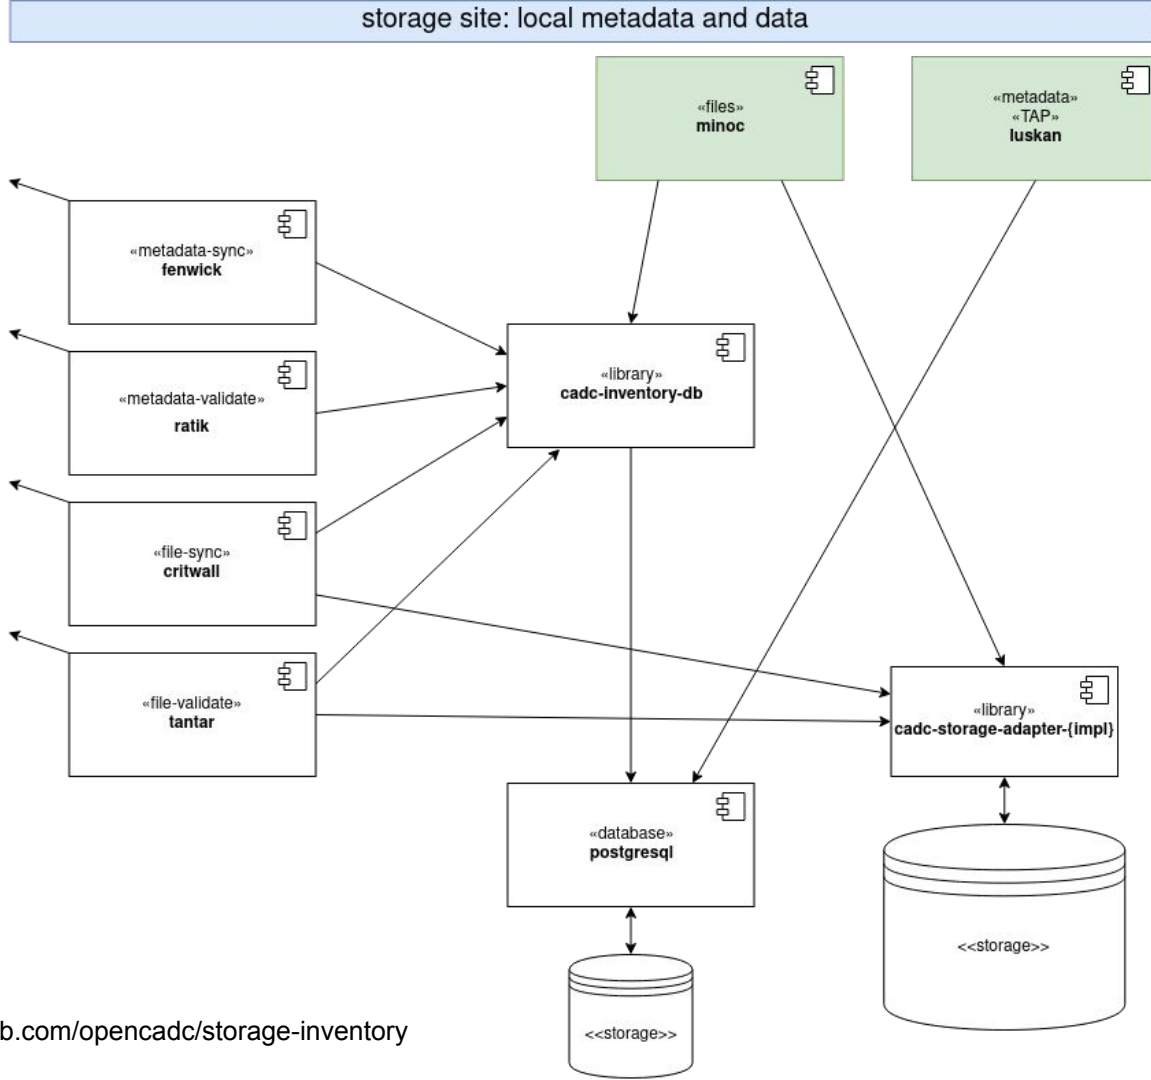 storage site: local metadata and data
«files»
minoc
«metadata»
«TAP»
luskan
«metadata-sync»
fenwick
«metadata-validate»
ratik
«library»
cadc-inventory-db
«file-sync»
critwall
«file-validate»
tantar
«library»
cadc-storage-adapter-{impl}
«database»
postgresql
<<storage>>
<<storage>>
b.com/opencadc/storage-inventory